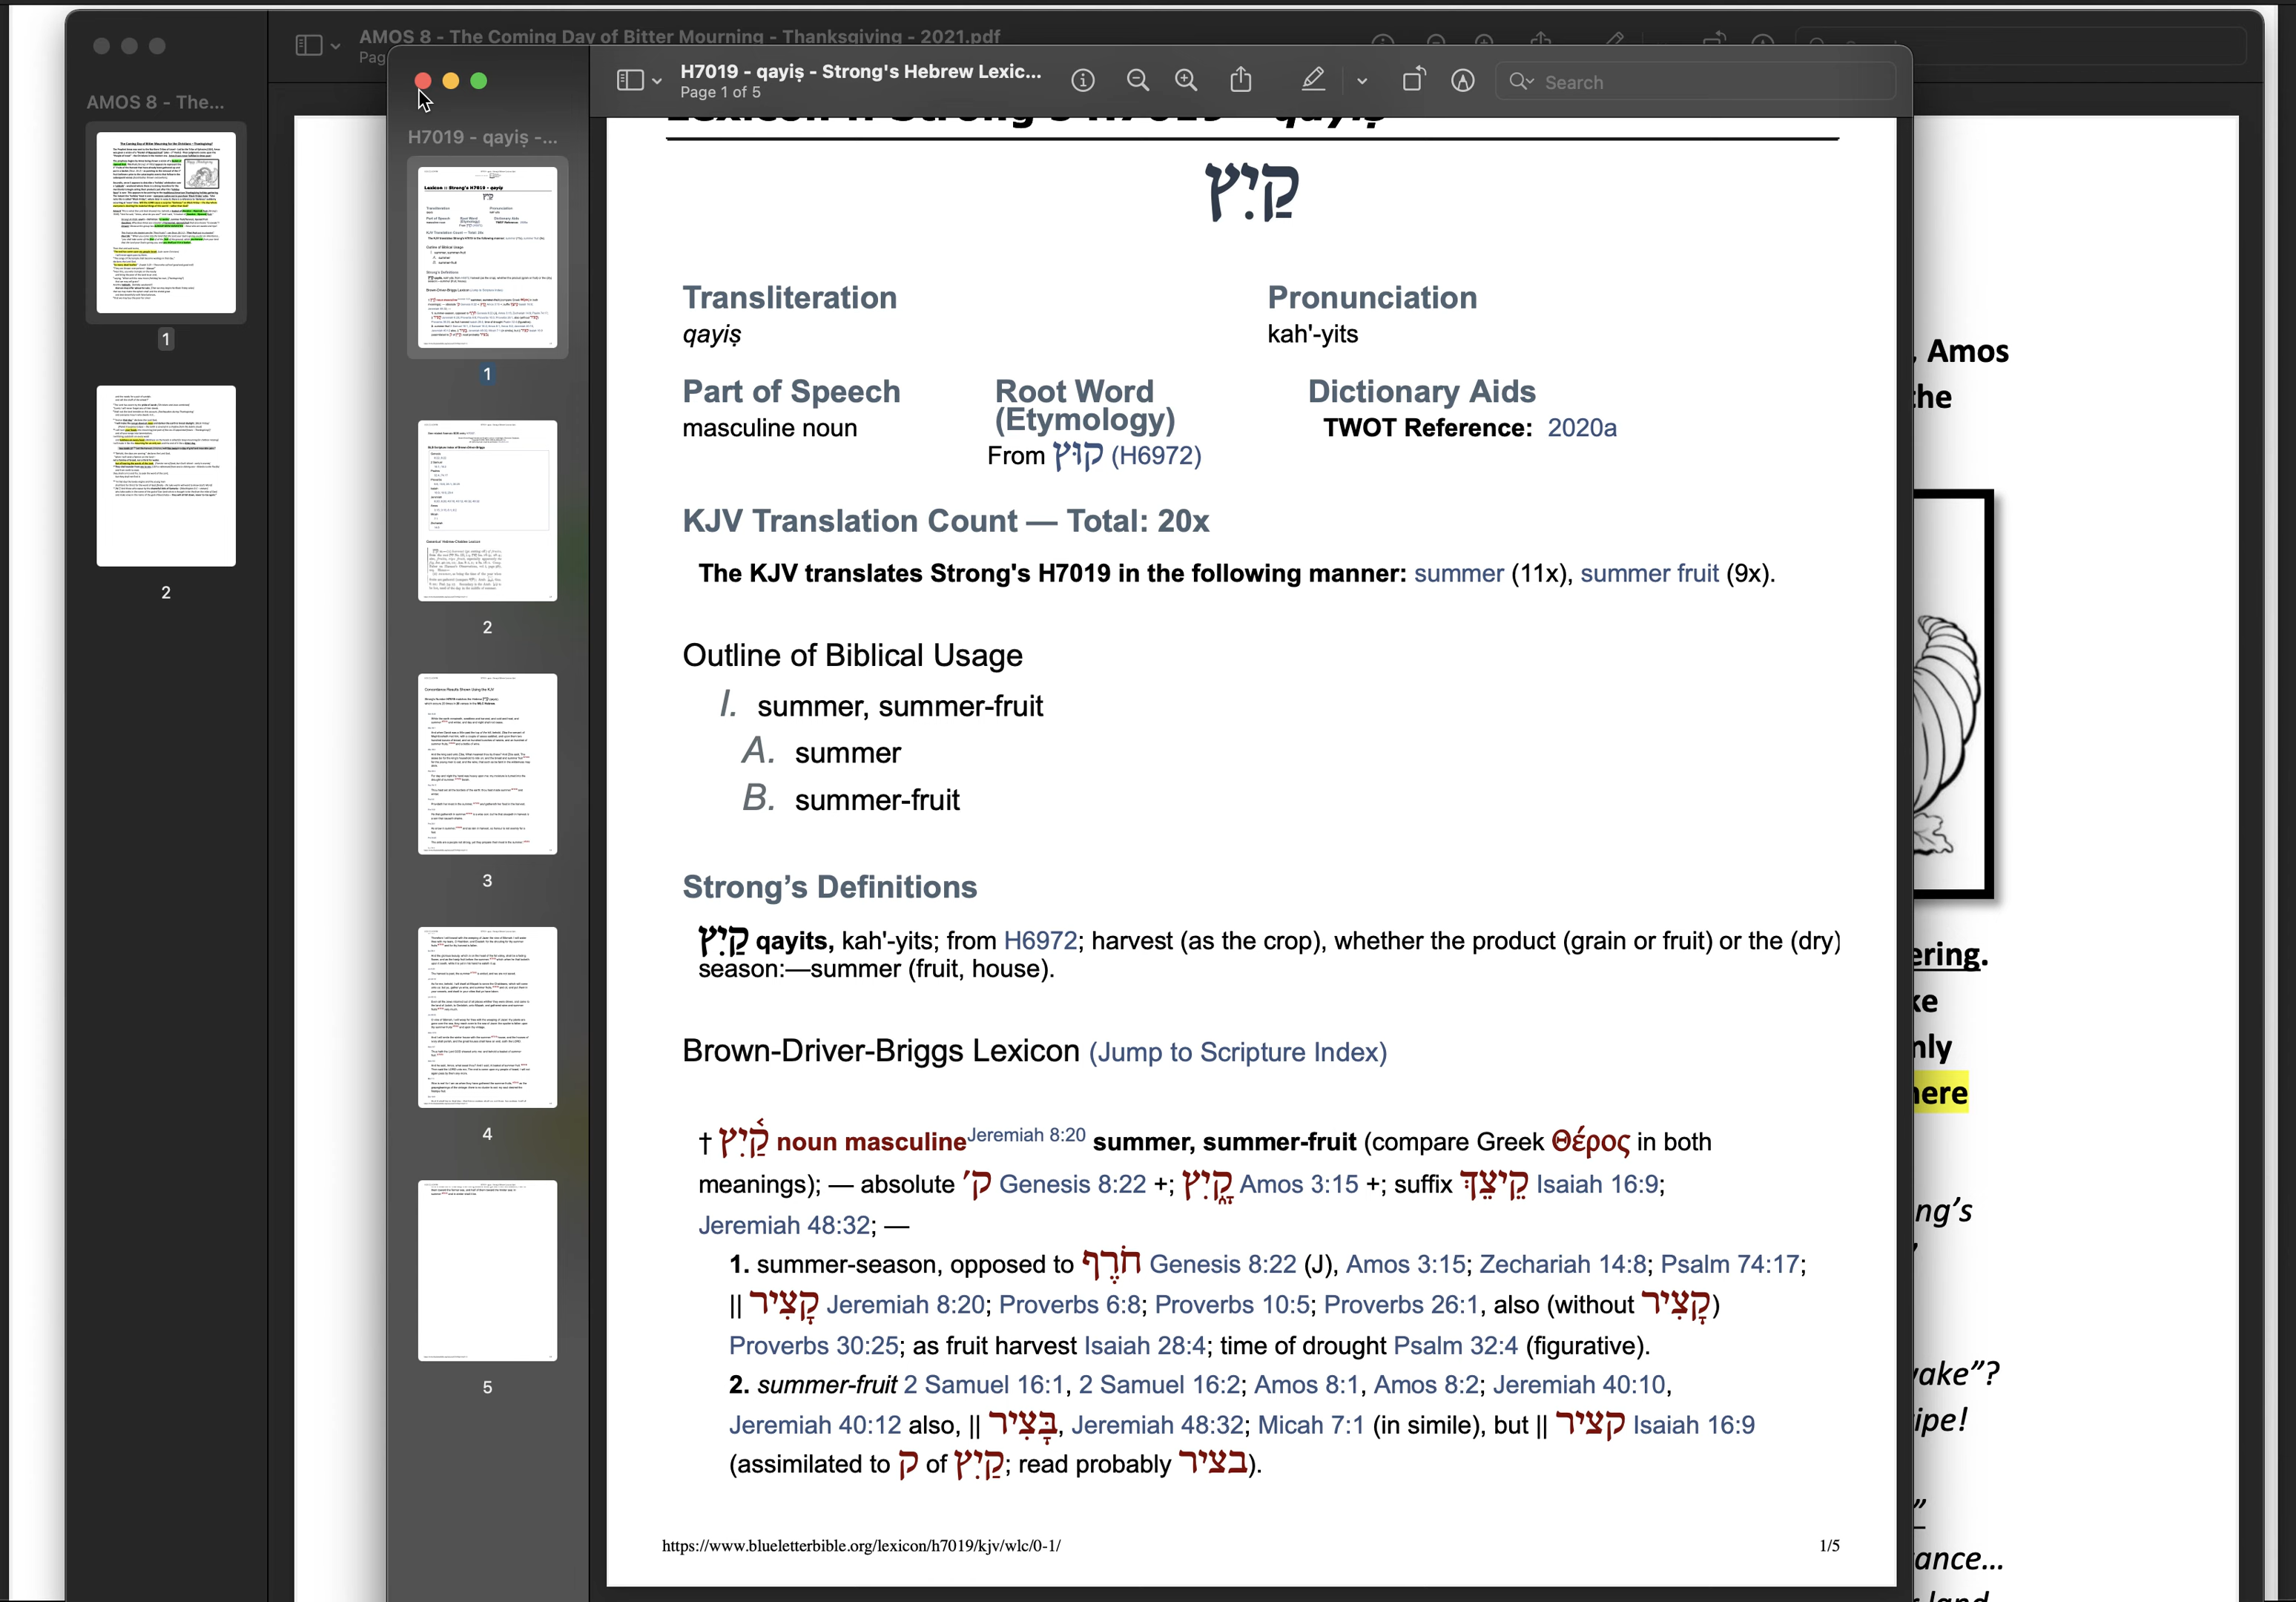 AMOS 8 - The Coming Day of Bitter Mourning - Thanksgiving - 2021.pdf
Pag
AMOS 8 - The...
1
2
H7019 - qayiṣ - Strong's Hebrew Lexic...
Page 1 of 5
Search
H7019 - qayiṣ -...
1
2
3
4
5
Lexicon :: Strong's H7019 - qayiṣ
קַיִץ
Transliteration
qayiṣ
Pronunciation
kah'-yits
Part of Speech
masculine noun
Root Word
(Etymology)
From קוּץ (H6972)
Dictionary Aids
TWOT Reference: 2020a
KJV Translation Count — Total: 20x
The KJV translates Strong's H7019 in the following manner: summer (11x), summer fruit (9x).
Outline of Biblical Usage
I. summer, summer-fruit
A. summer
B. summer-fruit
Strong’s Definitions
קַיִץ qayits, kah'-yits; from H6972; harvest (as the crop), whether the product (grain or fruit) or the (dry)
season:—summer (fruit, house).
Brown-Driver-Briggs Lexicon (Jump to Scripture Index)
† קַ֫יִץ noun masculine Jeremiah 8:20 summer, summer-fruit (compare Greek Θέρος in both
meanings); — absolute ק׳ Genesis 8:22 +; קָ֑יִץ Amos 3:15 +; suffix קֵיצֵךְ Isaiah 16:9;
Jeremiah 48:32; —
1. summer-season, opposed to חֹרֶף Genesis 8:22 (J), Amos 3:15; Zechariah 14:8; Psalm 74:17;
|| קָצִיר Jeremiah 8:20; Proverbs 6:8; Proverbs 10:5; Proverbs 26:1, also (without קָצִיר)
Proverbs 30:25; as fruit harvest Isaiah 28:4; time of drought Psalm 32:4 (figurative).
2. summer-fruit 2 Samuel 16:1, 2 Samuel 16:2; Amos 8:1, Amos 8:2; Jeremiah 40:10,
Jeremiah 40:12 also, || בָּצִיר, Jeremiah 48:32; Micah 7:1 (in simile), but || קציר Isaiah 16:9
(assimilated to ק of קַיִץ; read probably בציר).
https://www.blueletterbible.org/lexicon/h7019/kjv/wlc/0-1/
1/5
, Amos
the
ering.
ke
nly
here
ng’s
ake”?
ipe!
”
ance...